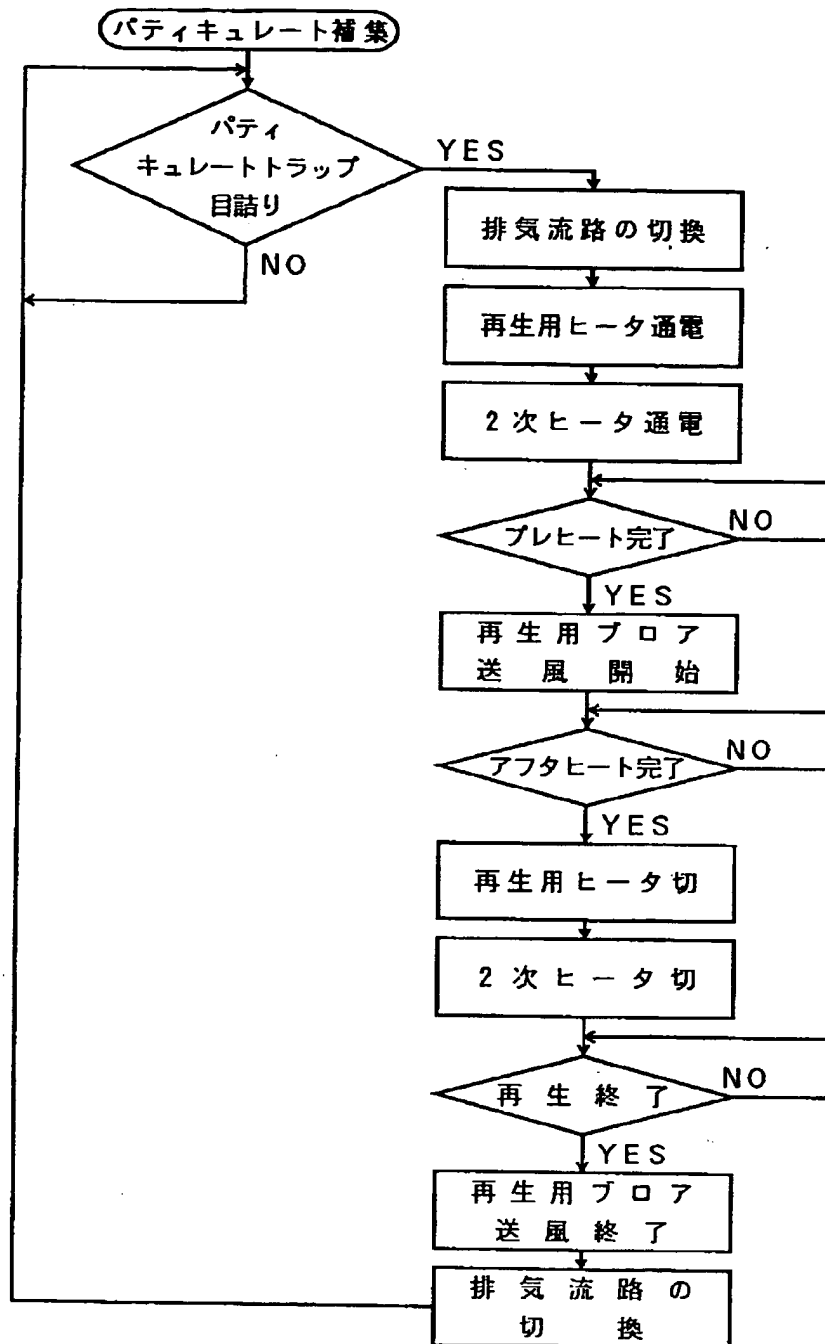 パティキュレート補集
パティ
キュレートトラップ
目詰り
YES
NO
排気流路の切換
再生用ヒータ通電
2次ヒータ通電
プレヒート完了
NO
YES
再生用ブロア
送風開始
アフタヒート完了
NO
YES
再生用ヒータ切
2次ヒータ切
再生終了
NO
YES
再生用ブロア
送風終了
排気流路の
切換